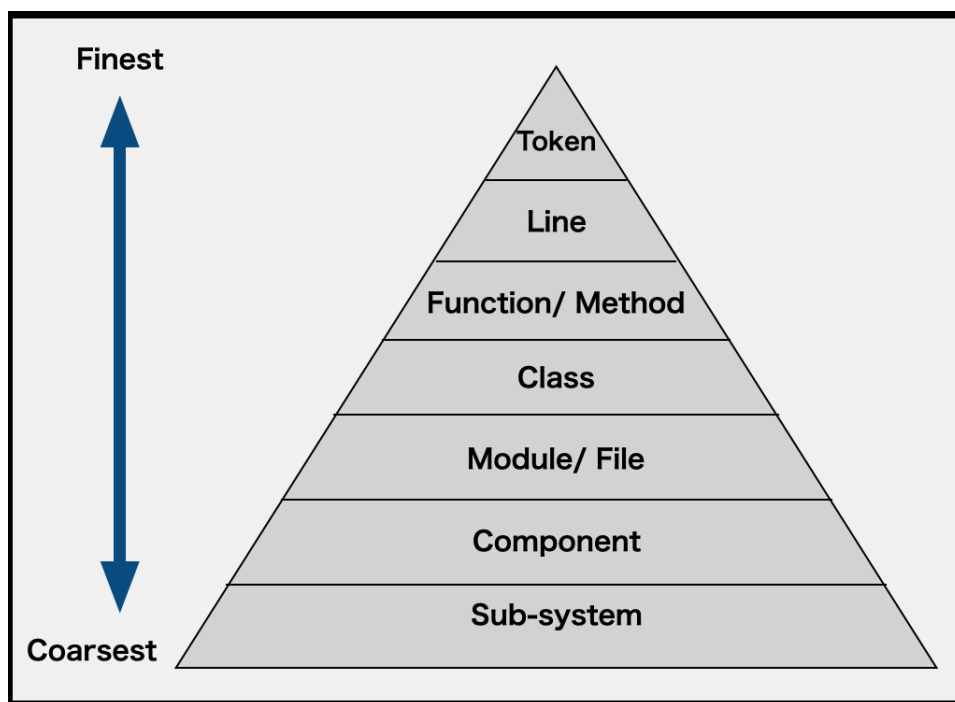 Finest
Token
Line
Function/ Method
Class
Module/ File
Component
Sub-system
Coarsest